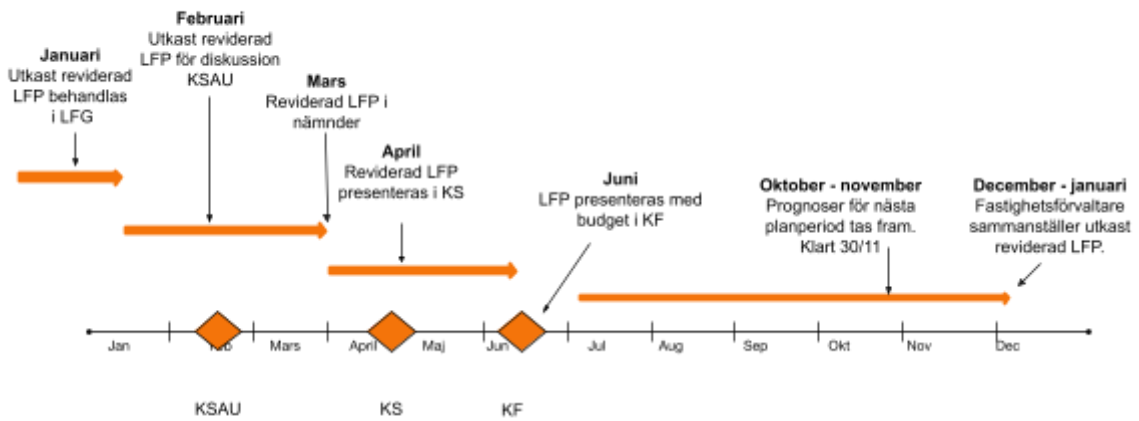 Januari
Utkast reviderad
LFP behandlas
i LFG
Februari
Utkast reviderad
LFP för diskussion
KSAU
Mars
Reviderad LFP i
nämnder
April
Reviderad LFP
presenteras i KS
Juni
LFP presenteras med
budget i KF
Oktober - november
Prognoser för nästa
planperiod tas fram.
Klart 30/11
December - januari
Fastighetsförvaltare
sammanställer utkast
reviderad LFP.
Jan
Mars
April
Maj
Jun
Jul
Aug
Sep
Okt
Nov
Dec
KSAU
KS
KF